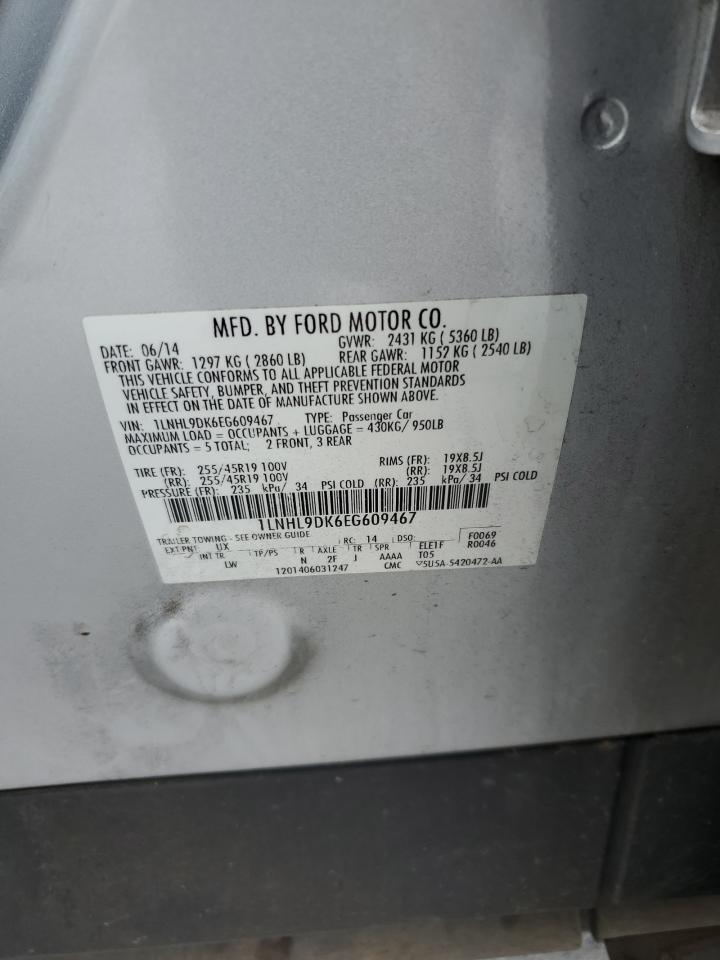 MFD. BY FORD MOTOR CO.
DATE: 06/14 GVWR: 2431 KG ( 5360 LB)
FRONT GAWR: 1297 KG ( 2860 LB) REAR GAWR: 1152 KG ( 2540 LB)
THIS VEHICLE CONFORMS TO ALL APPLICABLE FEDERAL MOTOR
VEHICLE SAFETY, BUMPER, AND THEFT PREVENTION STANDARDS
IN EFFECT ON THE DATE OF MANUFACTURE SHOWN ABOVE.
VIN: 1LNHL9DK6EG609467 TYPE: Passenger Car
MAXIMUM LOAD = OCCUPANTS + LUGGAGE = 430KG/ 950LB
OCCUPANTS = 5 TOTAL; 2 FRONT, 3 REAR
TIRE (FR): 255/45R19 100V RIMS (FR): 19X8.5J
(RR): 255/45R19 100V (RR): 19X8.5J
PRESSURE (FR): 235 kPa/ 34 PSI COLD (RR): 235 kPa/ 34 PSI COLD
1LNHL9DK6EG609467
TRAILER TOWING - SEE OWNER GUIDE RC: 14 DSO: F0069
EXT PNT: UX ELE1F R0046
INT TR TP/PS R AXLE TR SPR T05
LW N 2F J AAAA
1201406031247 CMC ▽5U5A-5420472-AA